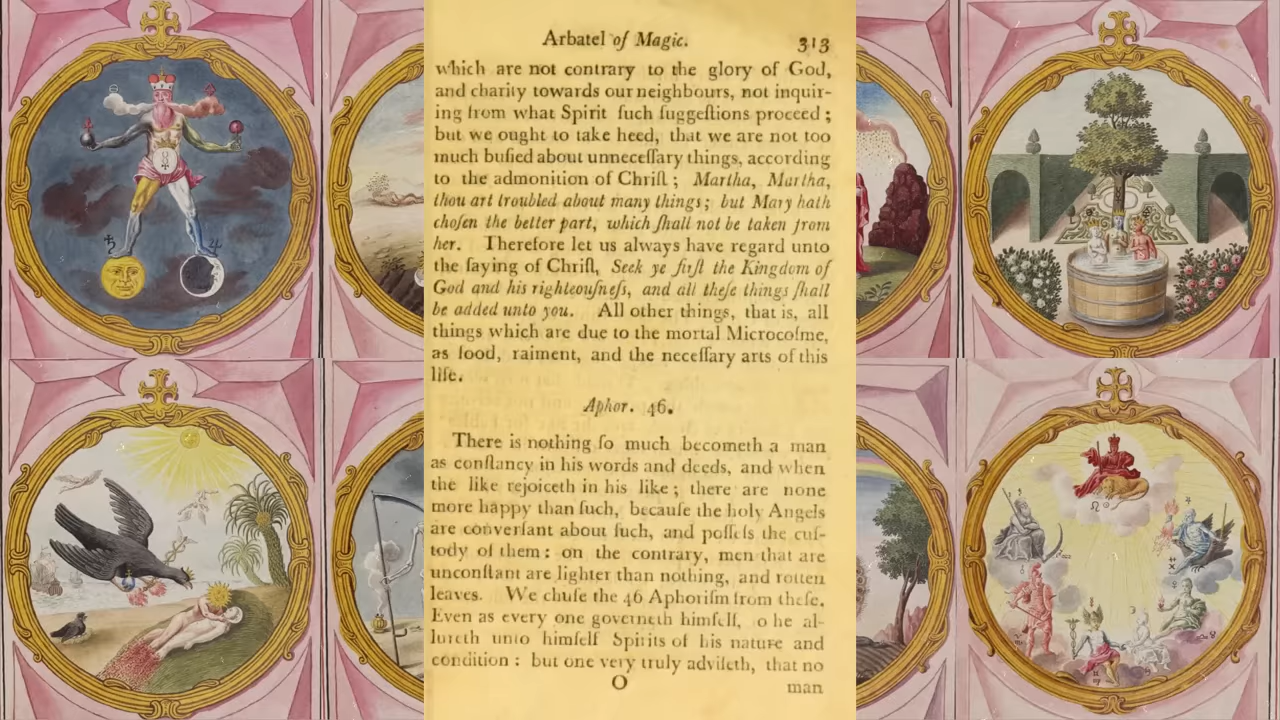 Arbatel of Magic. 313
which are not contrary to the glory of God,
and charity towards our neighbours, not inquir-
ing from what Spirit ſuch ſuggeſtions proceed ;
but we ought to take heed, that we are not too
much buſied about unneceſſary things, according
to the admonition of Chriſt ; Martha, Martha,
thou art troubled about many things ; but Mary hath
choſen the better part, which ſhall not be taken from
her. Therefore let us always have regard unto
the ſaying of Chriſt, Seek ye firſt the Kingdom of
God and his righteouſneſs, and all theſe things ſhall
be added unto you. All other things, that is, all
things which are due to the mortal Microcoſme,
as food, raiment, and the neceſſary arts of this
life.
Aphor. 46.
There is nothing ſo much becometh a man
as conſtancy in his words and deeds, and when
the like rejoiceth in his like ; there are none
more happy than ſuch, becauſe the holy Angels
are converſant about ſuch, and poſſeſs the cuſ-
tody of them : on the contrary, men that are
unconſtant are lighter than nothing, and rotten
leaves. We chuſe the 46 Aphoriſm from theſe.
Even as every one governeth himſelf, o he al-
lureth unto himſelf Spirits of his nature and
condition : but one very truly adviſeth, that no
O man